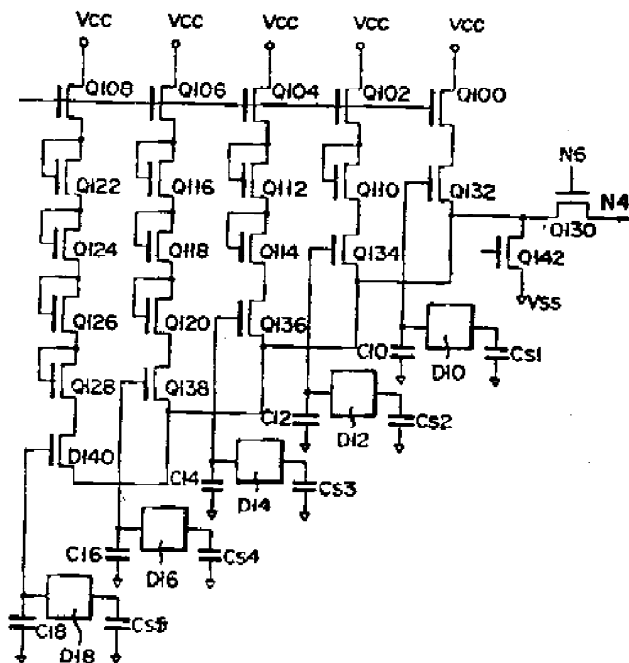 Vcc Vcc Vcc Vcc Vcc
Q108 Q106 Q104 Q102 Q100
Q122 Q116 Q112 Q110 Q132
N6
N4
Q124 Q118 Q114 Q134 Q130
Q142
Vss
Q126 Q120 Q136
C10 D10 Cs1
Q128 Q138
C12 D12 Cs2
D140
C14 D14 Cs3
C16 D16 Cs4
C18 D18 Cs5